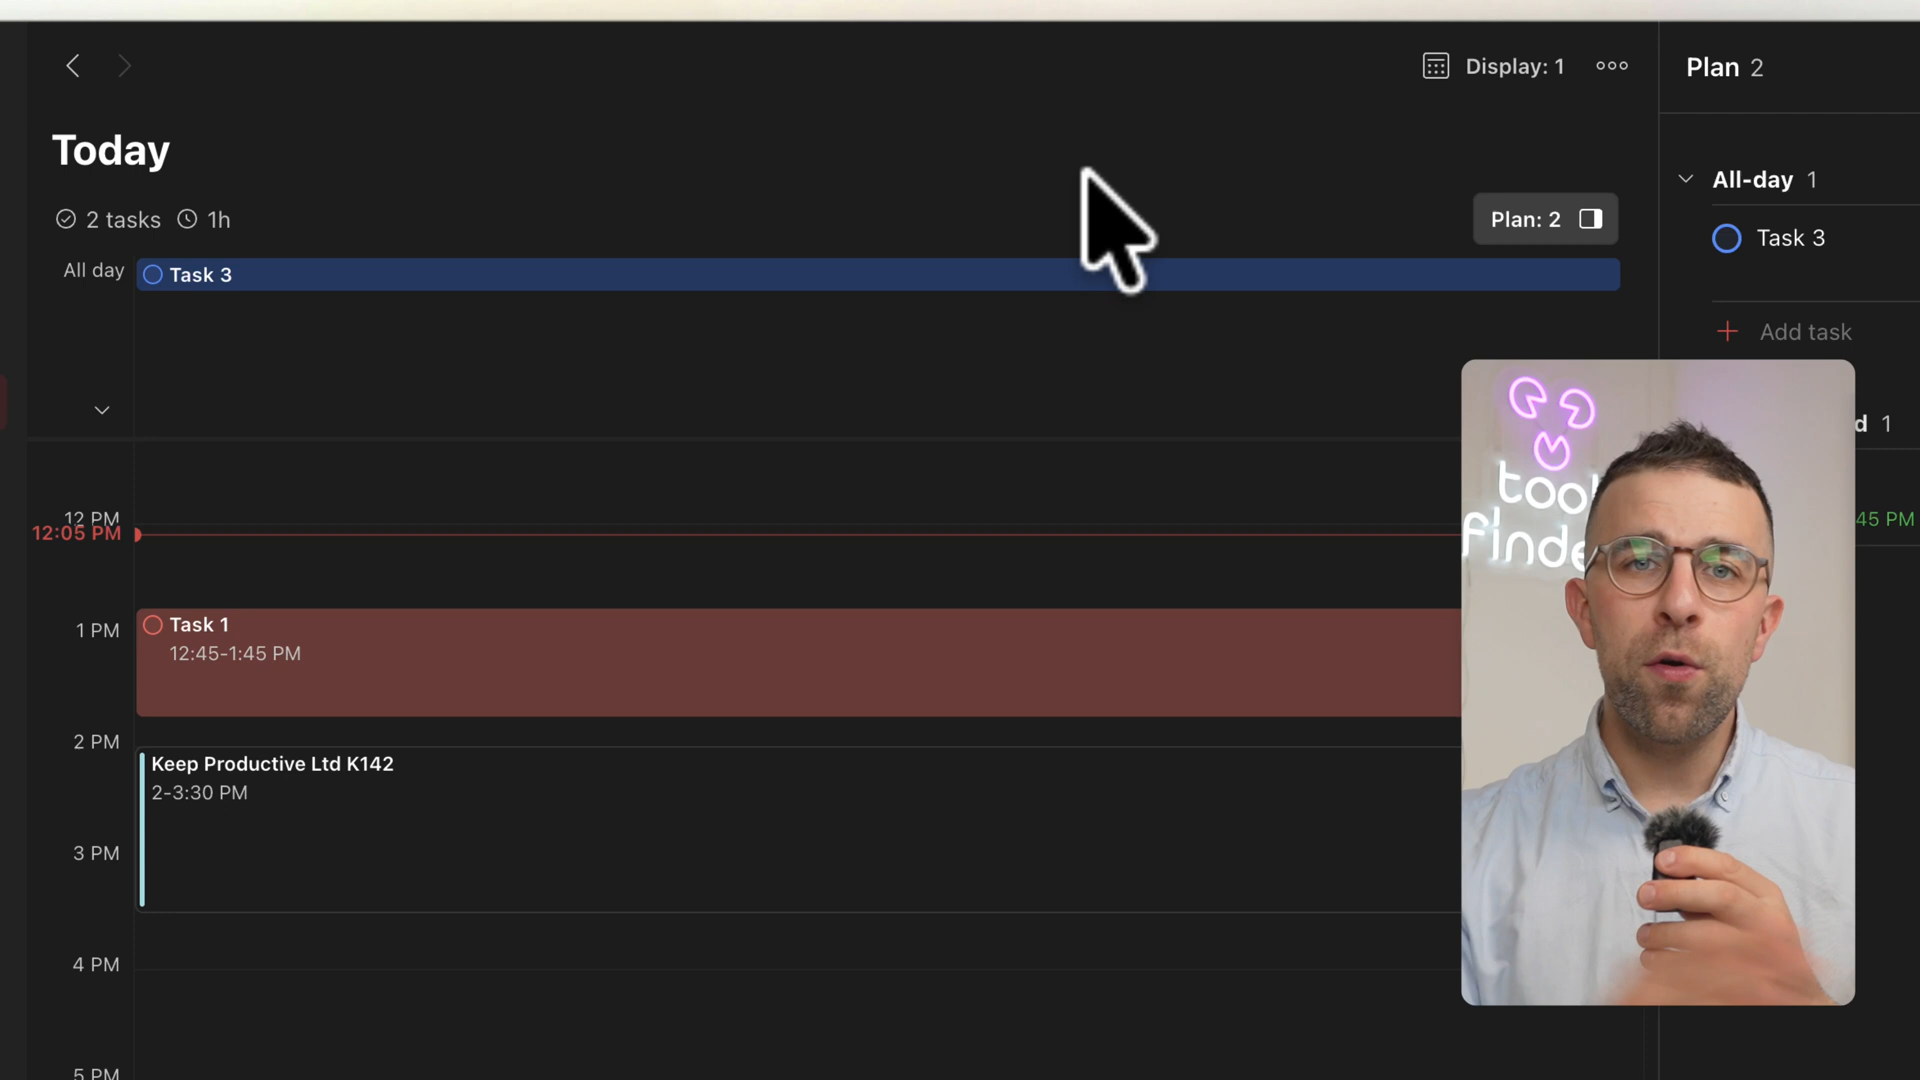 Display: 1
Plan 2
Today
All-day 1
2 tasks 1h
Plan: 2
Task 3
All day
Task 3
Add task
d 1
12 PM
12:05 PM
45 PM
tool
finde
Task 1
12:45-1:45 PM
1 PM
2 PM
Keep Productive Ltd K142
2-3:30 PM
3 PM
4 PM
5 PM